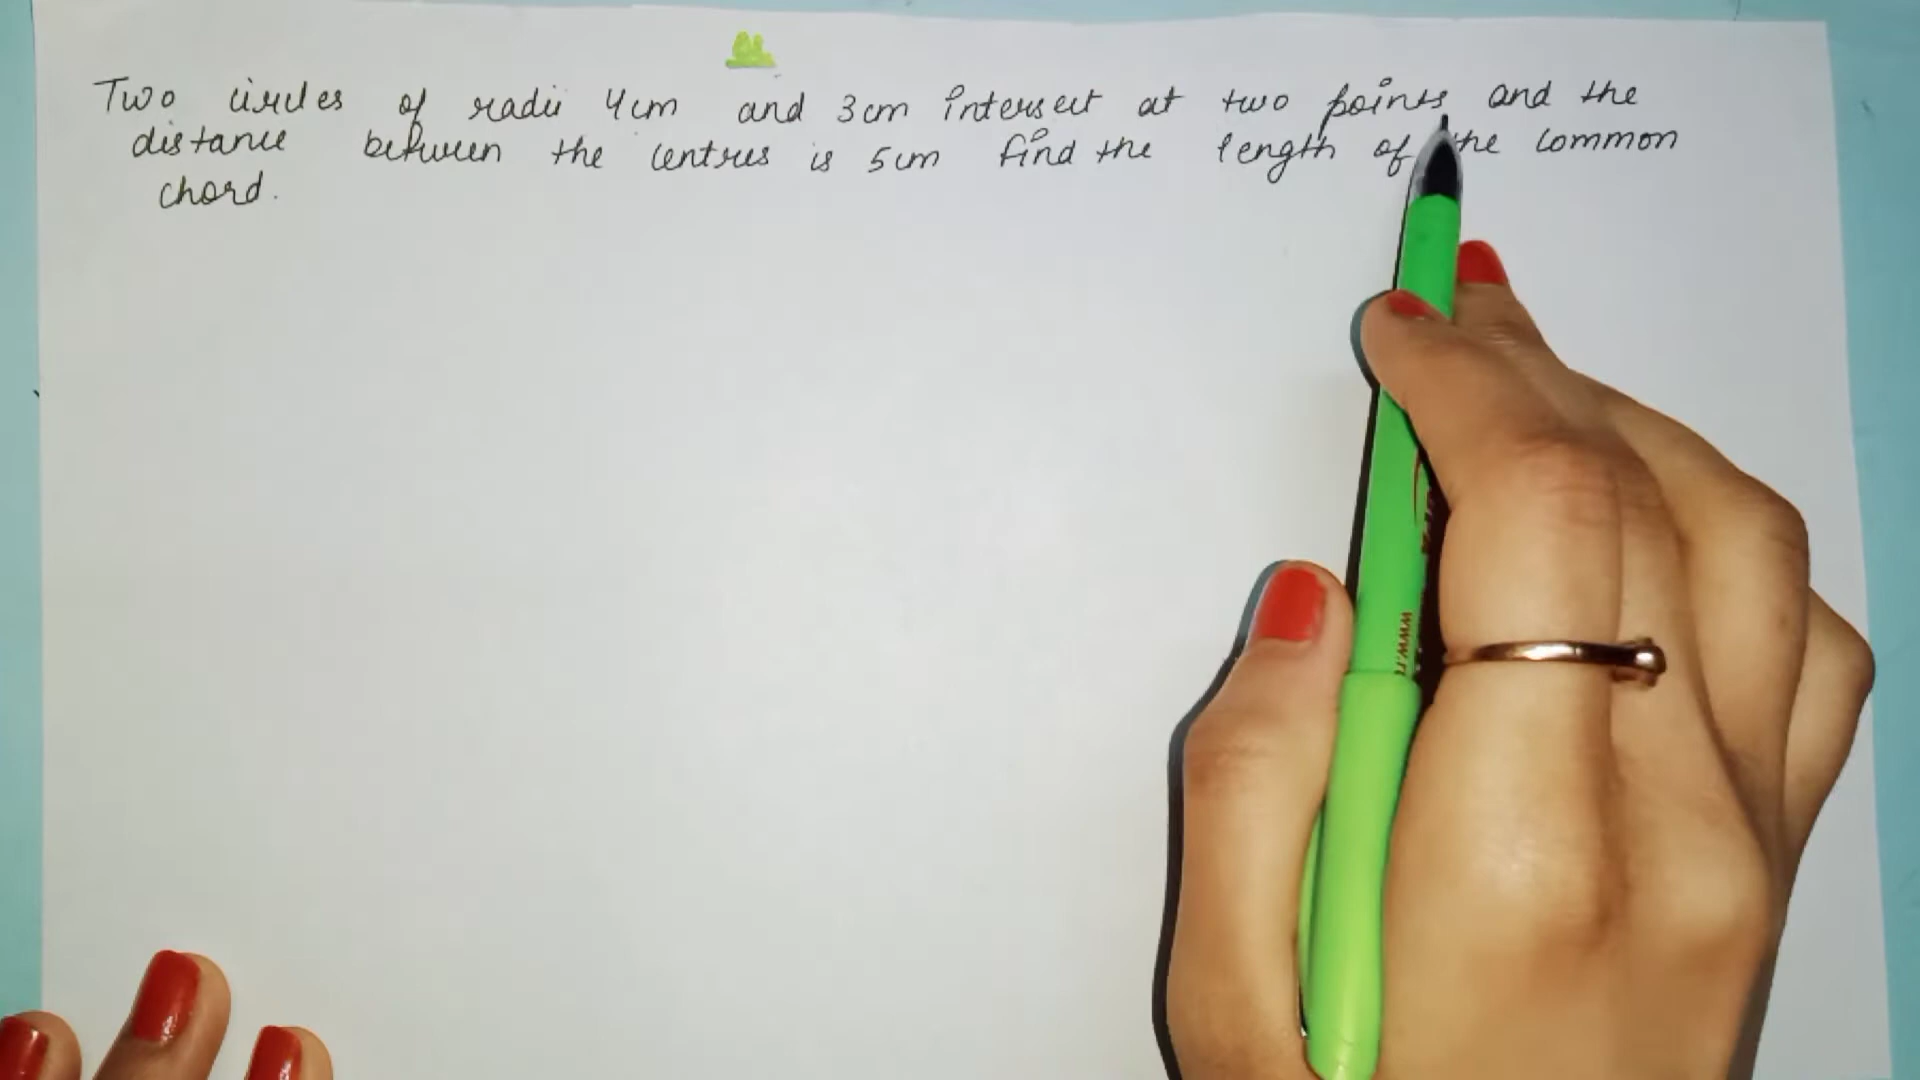 Two circles of radii 4cm and 3cm intersect at two points and the
distance between the centres is 5cm find the length of the common
chord.
www.r